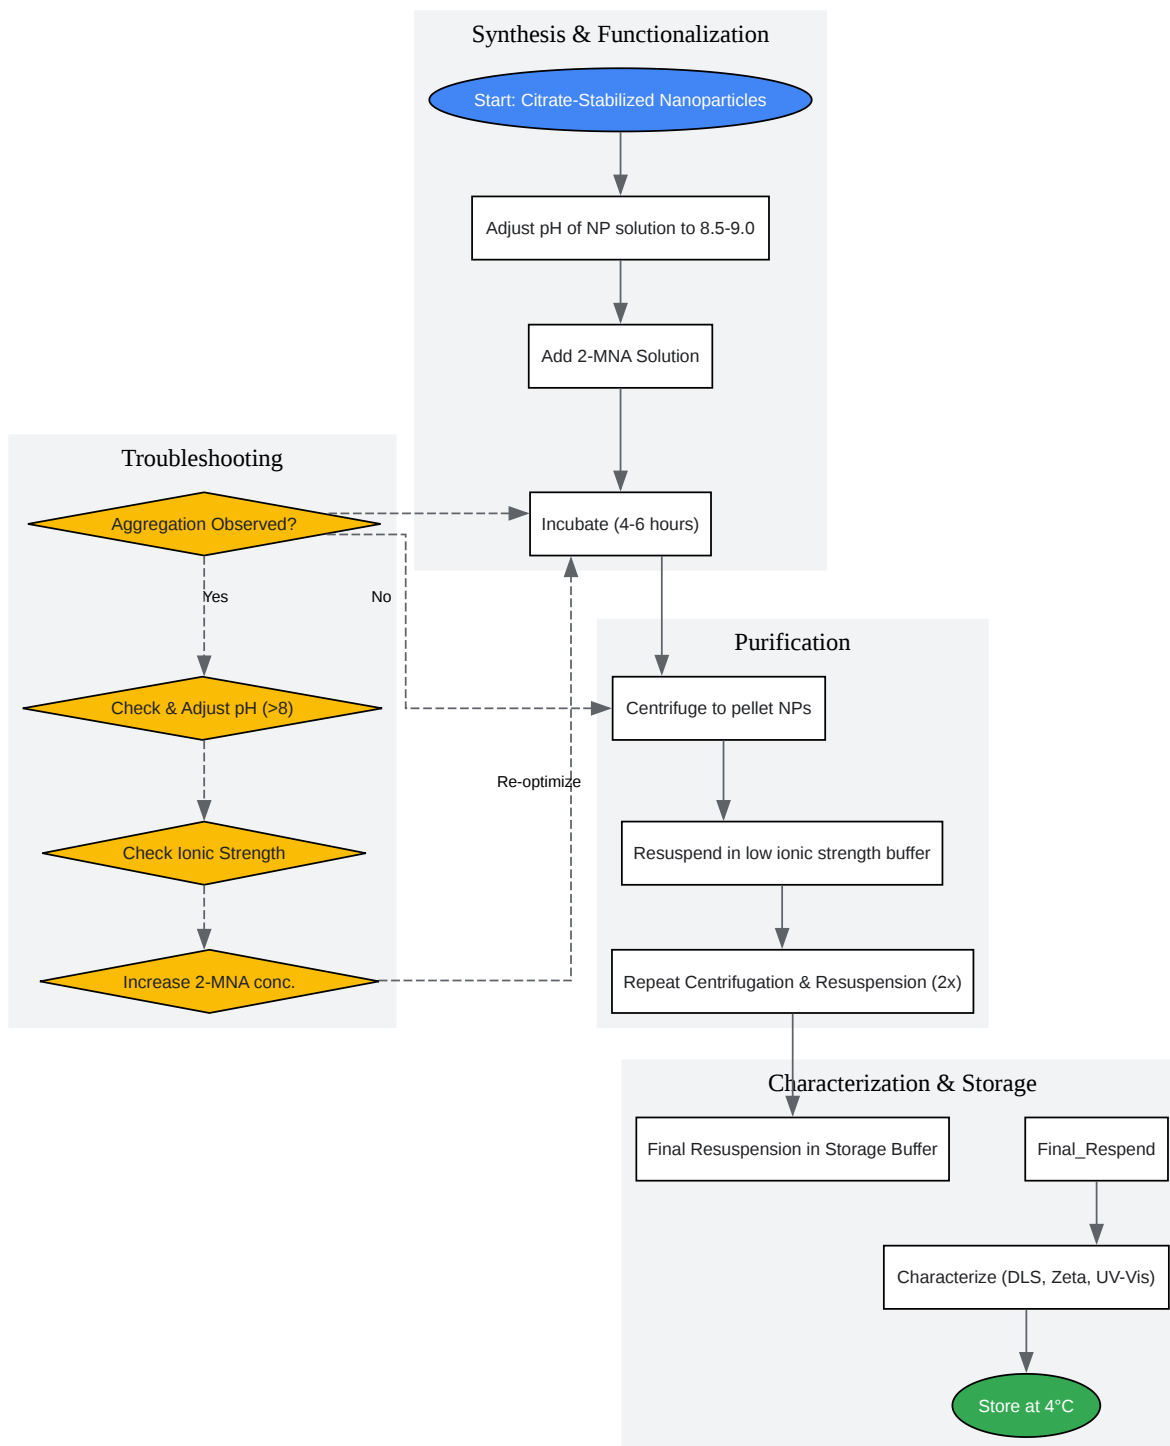 Synthesis & Functionalization
Start: Citrate-Stabilized Nanoparticles
Adjust pH of NP solution to 8.5-9.0
Add 2-MNA Solution
Incubate (4-6 hours)
Troubleshooting
Aggregation Observed?
Yes
No
Check & Adjust pH (>8)
Check Ionic Strength
Increase 2-MNA conc.
Re-optimize
Purification
Centrifuge to pellet NPs
Resuspend in low ionic strength buffer
Repeat Centrifugation & Resuspension (2x)
Characterization & Storage
Final Resuspension in Storage Buffer
Final_Respend
Characterize (DLS, Zeta, UV-Vis)
Store at 4°C